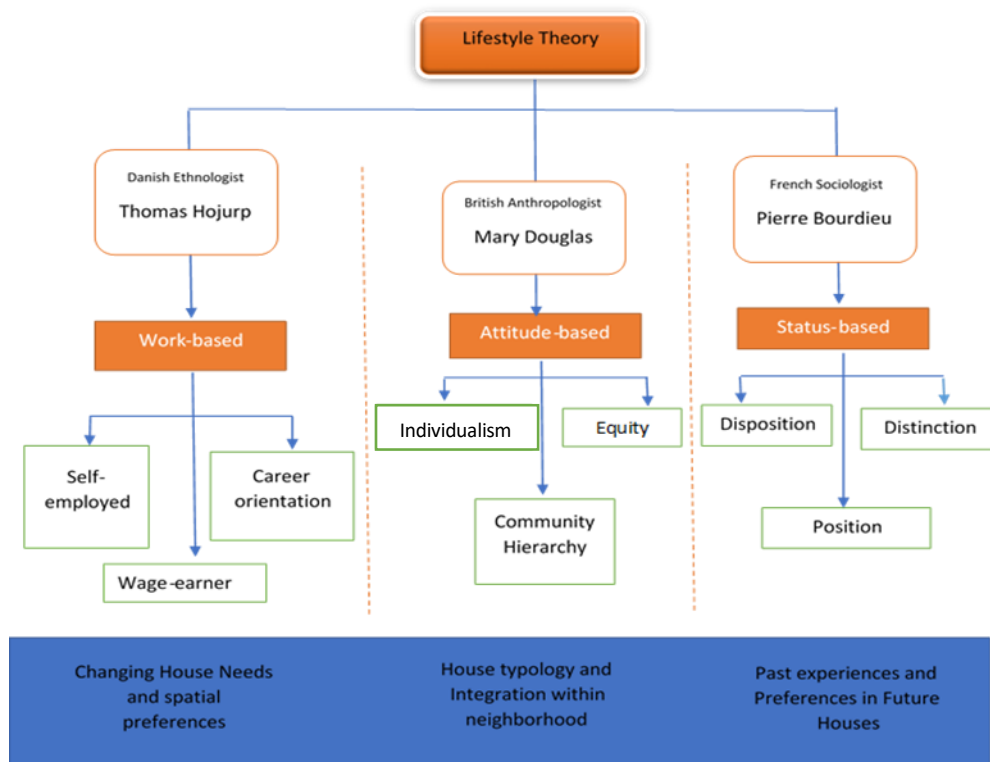 Lifestyle Theory
Danish Ethnologist
Thomas Hojurp
British Anthropologist
Mary Douglas
French Sociologist
Pierre Bourdieu
Work-based
Attitude-based
Status-based
Self-
employed
Career
orientation
Wage-earner
Individualism
Equity
Community
Hierarchy
Disposition
Distinction
Position
Changing House Needs
and spatial
preferences
House typology and
Integration within
neighborhood
Past experiences and
Preferences in Future
Houses